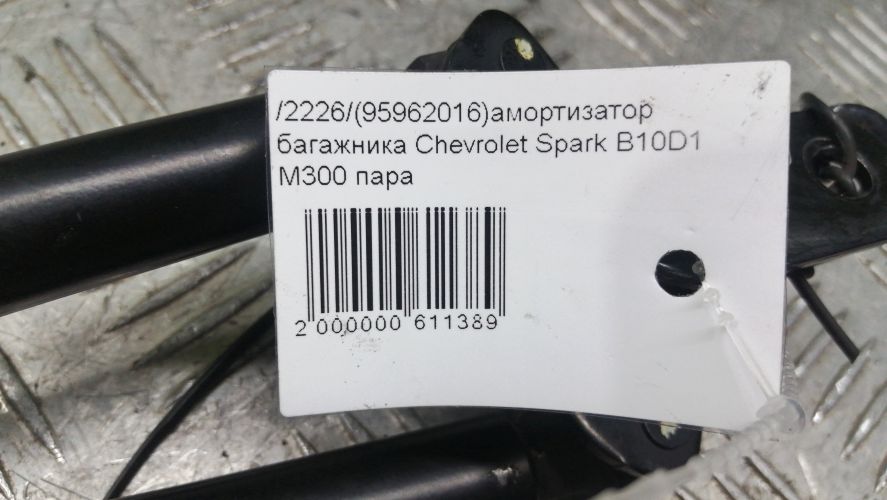 /2226/(95962016)амортизатор
багажника Chevrolet Spark B10D1
M300 пара
2 000000 611389